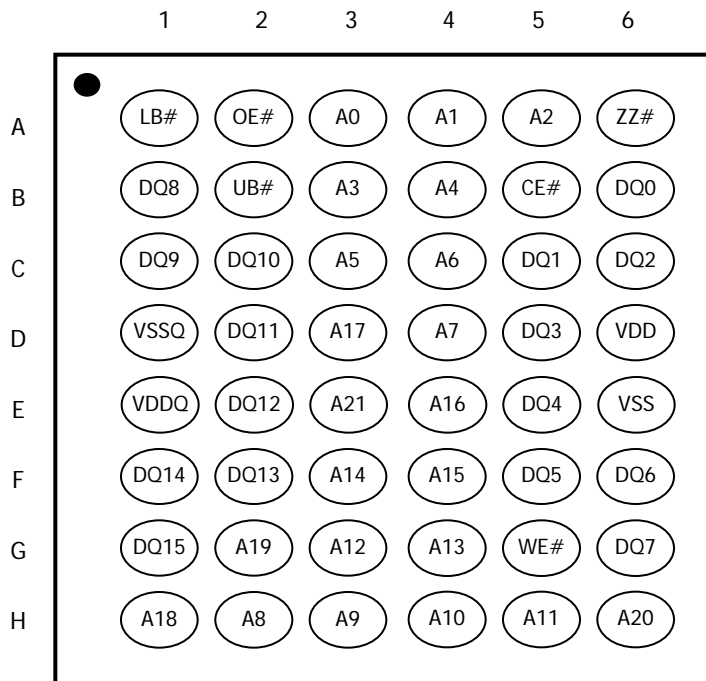 1 2 3 4 5 6
A LB# OE# A0 A1 A2 ZZ#
B DQ8 UB# A3 A4 CE# DQ0
C DQ9 DQ10 A5 A6 DQ1 DQ2
D VSSQ DQ11 A17 A7 DQ3 VDD
E VDDQ DQ12 A21 A16 DQ4 VSS
F DQ14 DQ13 A14 A15 DQ5 DQ6
G DQ15 A19 A12 A13 WE# DQ7
H A18 A8 A9 A10 A11 A20